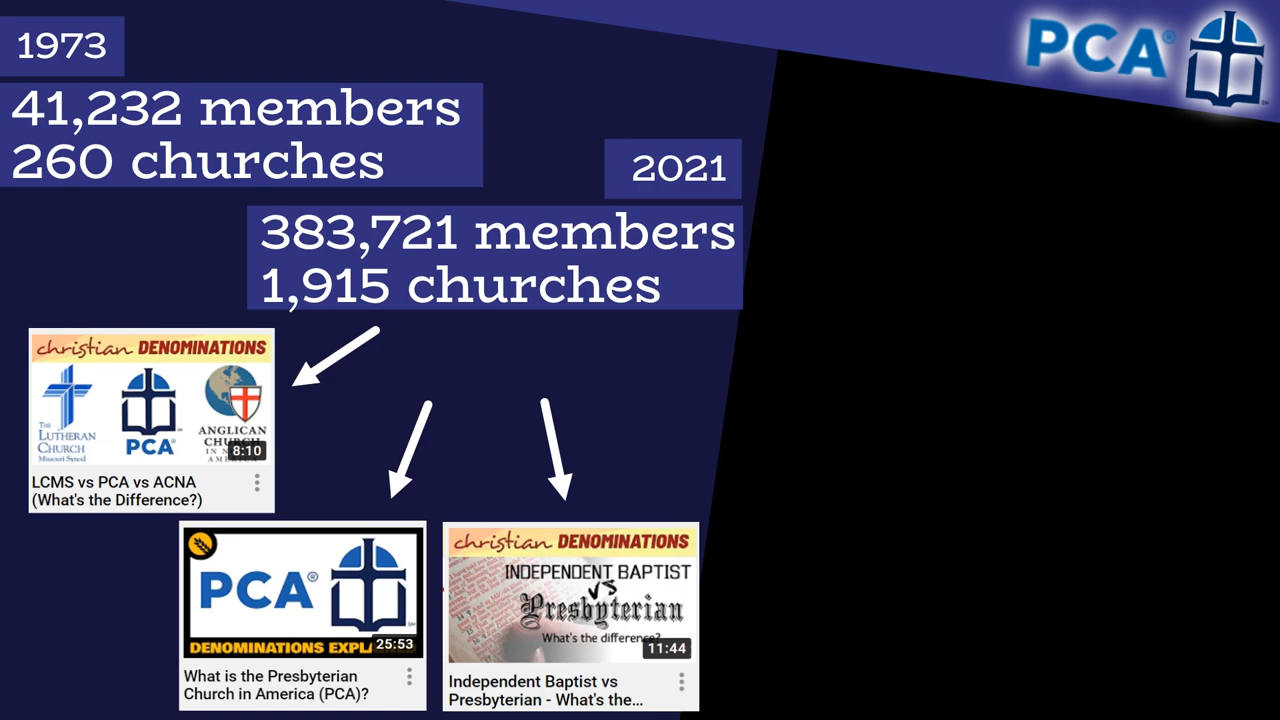 1973
PCA®
41,232 members
260 churches
2021
383,721 members
1,915 churches
christian DENOMINATIONS
THE
LUTHERAN
CHURCH
Missouri Synod
PCA
ANGLICAN
CHURCH
IN N
AMER
8:10
LCMS vs PCA vs ACNA
(What's the Difference?)
PCA®
25:53
DENOMINATIONS EXPL
What is the Presbyterian
Church in America (PCA)?
christian DENOMINATIONS
INDEPENDENT BAPTIST
vs
Presbyterian
What's the difference?
11:44
Independent Baptist vs
Presbyterian - What's the...